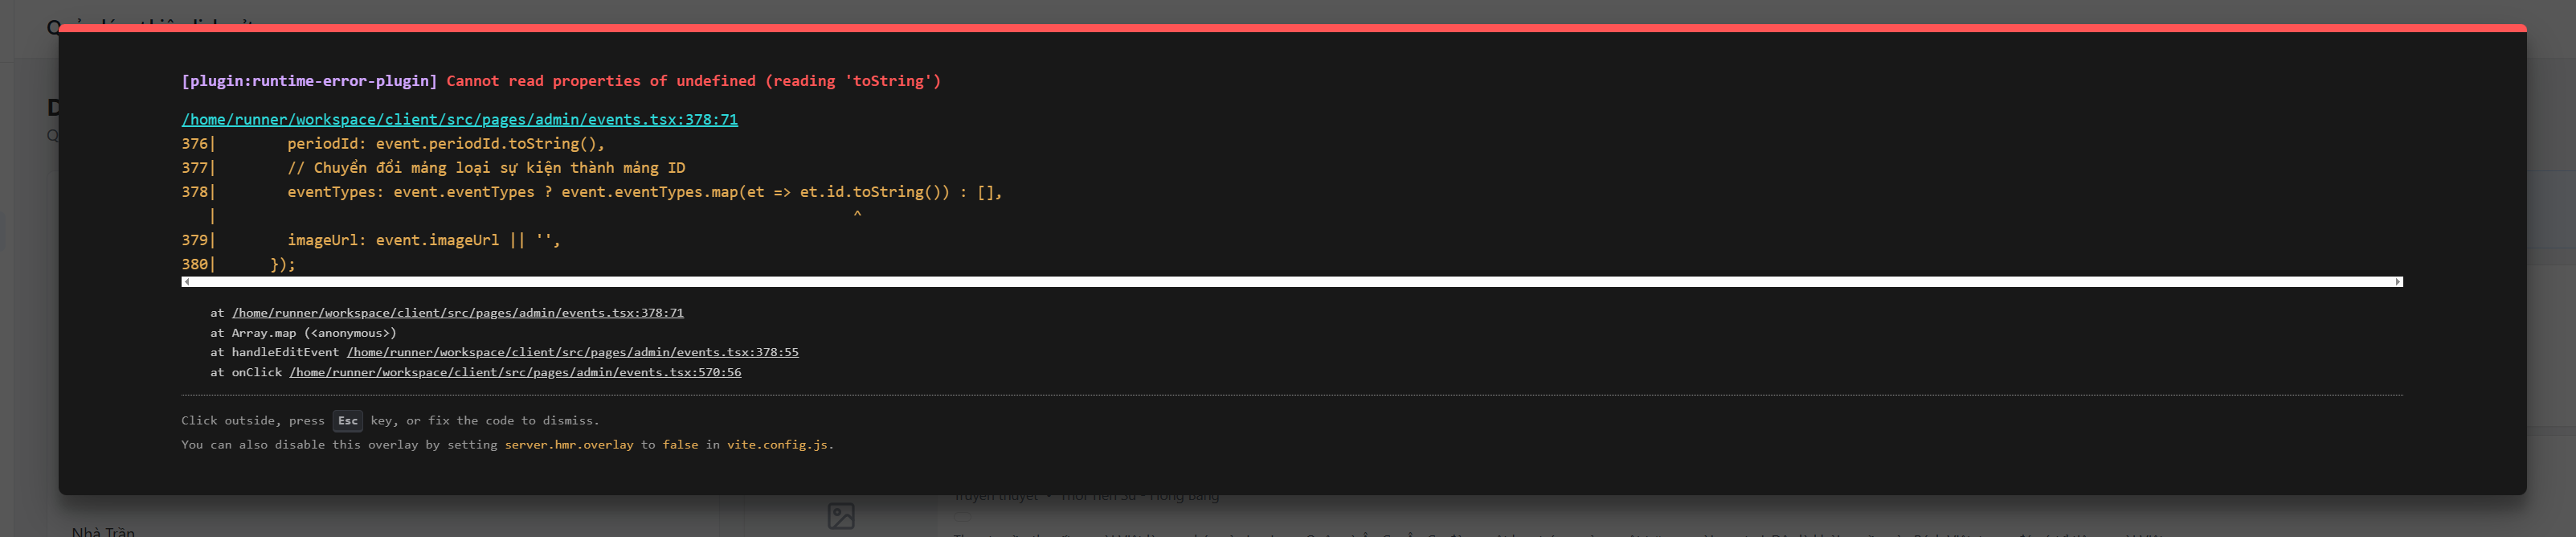 [plugin:runtime-error-plugin] Cannot read properties of undefined (reading 'toString')
/home/runner/workspace/client/src/pages/admin/events.tsx:378:71
376|        periodId: event.periodId.toString(),
377|        // Chuyển đổi mảng loại sự kiện thành mảng ID
378|        eventTypes: event.eventTypes ? event.eventTypes.map(et => et.id.toString()) : [],
   |                                                                        ^
379|        imageUrl: event.imageUrl || '',
380|      });
at /home/runner/workspace/client/src/pages/admin/events.tsx:378:71
at Array.map (<anonymous>)
at handleEditEvent /home/runner/workspace/client/src/pages/admin/events.tsx:378:55
at onClick /home/runner/workspace/client/src/pages/admin/events.tsx:570:56
Click outside, press Esc key, or fix the code to dismiss.
You can also disable this overlay by setting server.hmr.overlay to false in vite.config.js.
Nhà Trần